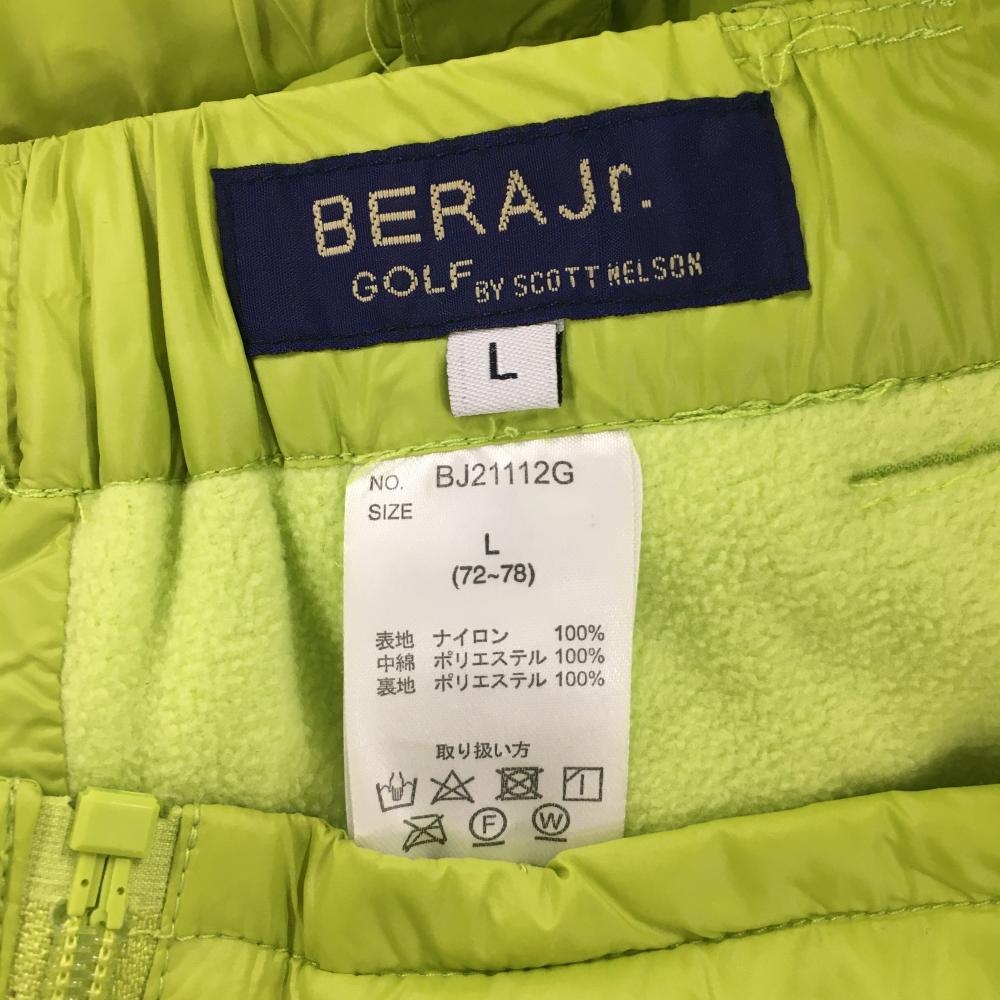 BERA Jr.
GOLF BY SCOTT NELSON
L
NO. BJ21112G
SIZE
L
(72~78)
表地 ナイロン 100%
中綿 ポリエステル 100%
裏地 ポリエステル 100%
取り扱い方
F W